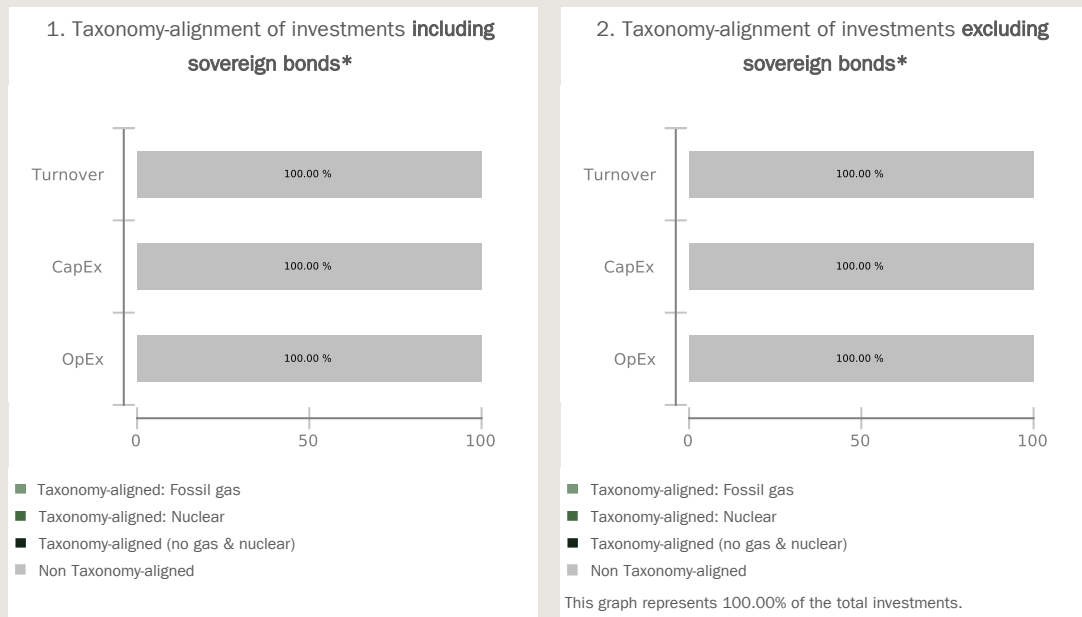 1. Taxonomy-alignment of investments including
sovereign bonds*
Turnover
100.00 %
CapEx
100.00 %
OpEx
100.00 %
0
50
100
Taxonomy-aligned: Fossil gas
Taxonomy-aligned: Nuclear
Taxonomy-aligned (no gas & nuclear)
Non Taxonomy-aligned
2. Taxonomy-alignment of investments excluding
sovereign bonds*
Turnover
100.00 %
CapEx
100.00 %
OpEx
100.00 %
0
50
100
Taxonomy-aligned: Fossil gas
Taxonomy-aligned: Nuclear
Taxonomy-aligned (no gas & nuclear)
Non Taxonomy-aligned
This graph represents 100.00% of the total investments.